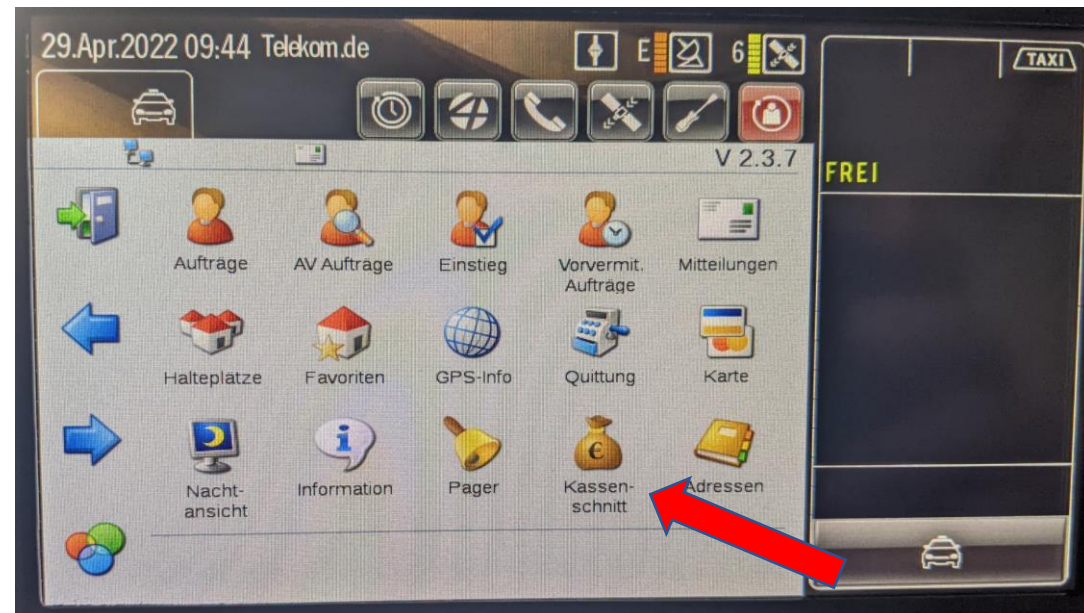 29.Apr.2022 09:44 Telekom.de
E
6
TAXI
V 2.3.7
FREI
Aufträge
AV Aufträge
Einstieg
Vorvermit.
Aufträge
Mitteilungen
Halteplätze
Favoriten
GPS-Info
Quittung
Karte
Nacht-
ansicht
Information
Pager
€
Kassen-
schnitt
Adressen